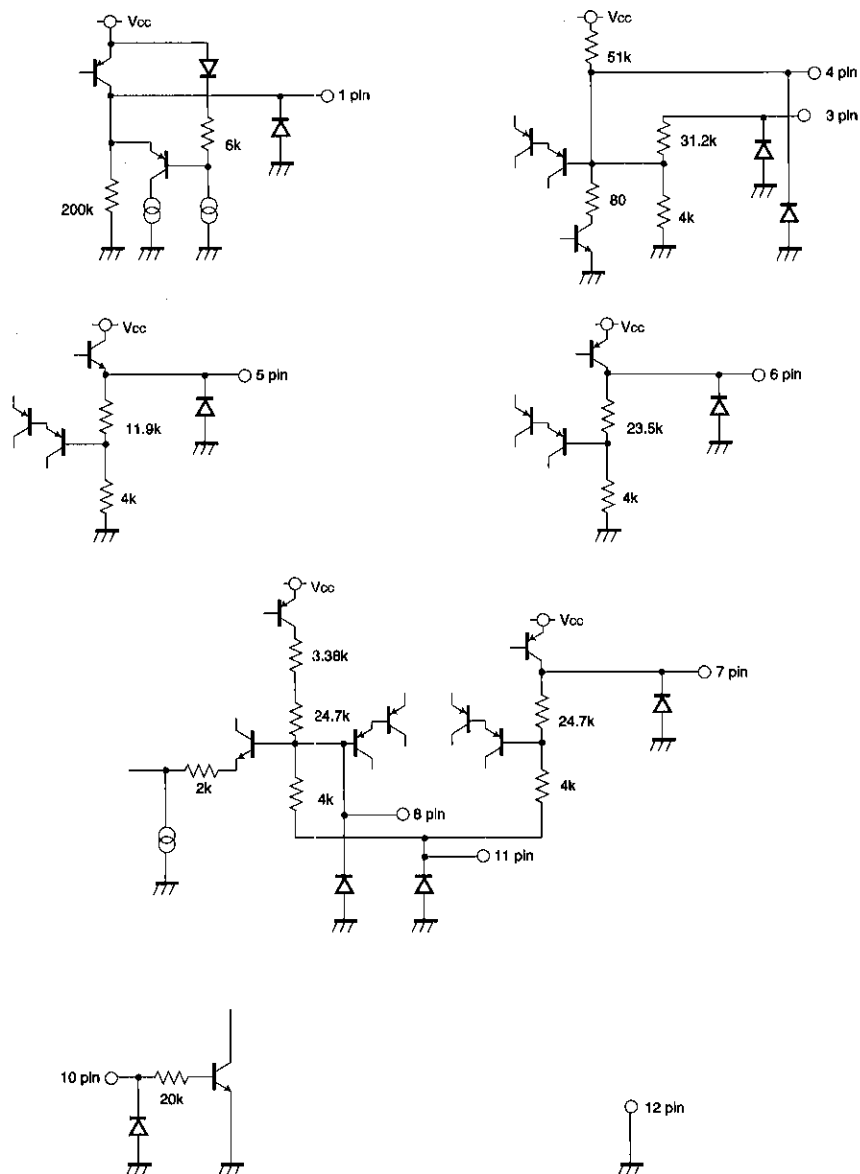 Vcc
1 pin
6k
200k
Vcc
51k
4 pin
3 pin
31.2k
80
4k
Vcc
5 pin
11.9k
4k
Vcc
6 pin
23.5k
4k
Vcc
3.38k
24.7k
2k
4k
8 pin
11 pin
Vcc
7 pin
24.7k
4k
10 pin
20k
12 pin